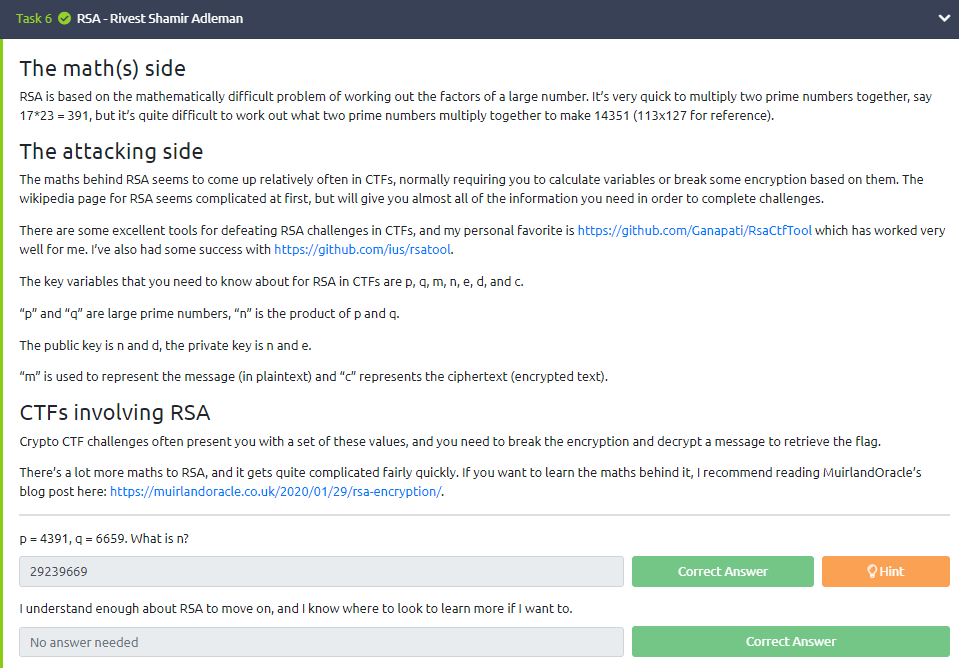 Task 6 RSA - Rivest Shamir Adleman
The math(s) side
RSA is based on the mathematically difficult problem of working out the factors of a large number. It’s very quick to multiply two prime numbers together, say
17*23 = 391, but it’s quite difficult to work out what two prime numbers multiply together to make 14351 (113x127 for reference).
The attacking side
The maths behind RSA seems to come up relatively often in CTFs, normally requiring you to calculate variables or break some encryption based on them. The
wikipedia page for RSA seems complicated at first, but will give you almost all of the information you need in order to complete challenges.
There are some excellent tools for defeating RSA challenges in CTFs, and my personal favorite is https://github.com/Ganapati/RsaCtfTool which has worked very
well for me. I’ve also had some success with https://github.com/ius/rsatool.
The key variables that you need to know about for RSA in CTFs are p, q, m, n, e, d, and c.
“p” and “q” are large prime numbers, “n” is the product of p and q.
The public key is n and d, the private key is n and e.
“m” is used to represent the message (in plaintext) and “c” represents the ciphertext (encrypted text).
CTFs involving RSA
Crypto CTF challenges often present you with a set of these values, and you need to break the encryption and decrypt a message to retrieve the flag.
There’s a lot more maths to RSA, and it gets quite complicated fairly quickly. If you want to learn the maths behind it, I recommend reading MuirlandOracle’s
blog post here: https://muirlandoracle.co.uk/2020/01/29/rsa-encryption/.
p = 4391, q = 6659. What is n?
29239669 Correct Answer Hint
I understand enough about RSA to move on, and I know where to look to learn more if I want to.
No answer needed Correct Answer